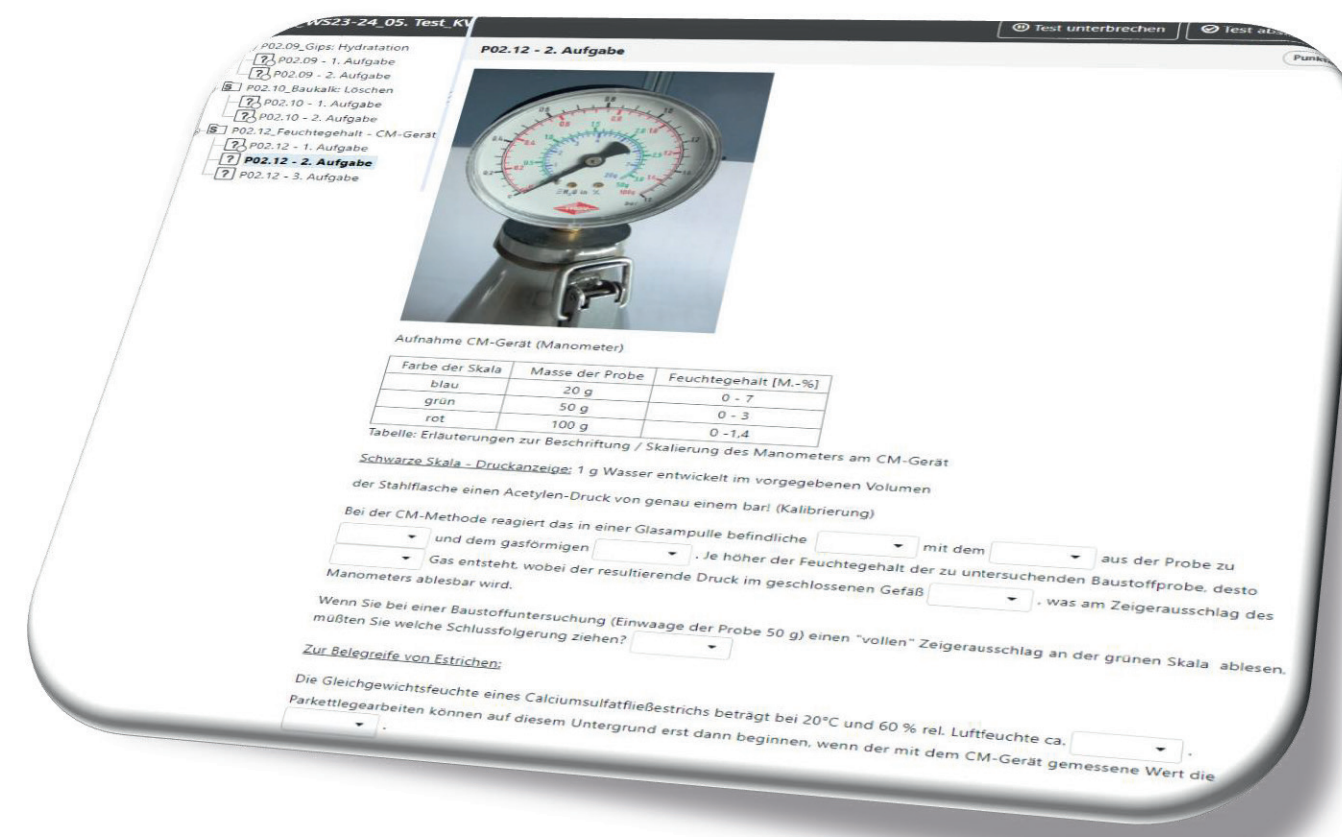 WS23-24_05. Test_KV
Test unterbrechen
Test
P02.09_Gips: Hydratation
P02.09 - 1. Aufgabe
P02.09 - 2. Aufgabe
P02.10_Baukalk: Löschen
P02.10 - 1. Aufgabe
P02.10 - 2. Aufgabe
P02.12_Feuchtegehalt - CM-Gerät
P02.12 - 1. Aufgabe
P02.12 - 2. Aufgabe
P02.12 - 3. Aufgabe
P02.12 - 2. Aufgabe
20g
50g
100g
bar
Aufnahme CM-Gerät (Manometer)
Farbe der Skala Masse der Probe Feuchtegehalt [M.-%]
blau 20 g 0 - 7
grün 50 g 0 - 3
rot 100 g 0 -1,4
Tabelle: Erläuterungen zur Beschriftung / Skalierung des Manometers am CM-Gerät
Schwarze Skala - Druckanzeige: 1 g Wasser entwickelt im vorgegebenen Volumen
der Stahlflasche einen Acetylen-Druck von genau einem bar! (Kalibrierung)
Bei der CM-Methode reagiert das in einer Glasampulle befindliche mit dem aus der Probe zu
und dem gasförmigen . Je höher der Feuchtegehalt der zu untersuchenden Baustoffprobe, desto
Gas entsteht, wobei der resultierende Druck im geschlossenen Gefäß , was am Zeigerausschlag des
Manometers ablesbar wird.
Wenn Sie bei einer Baustoffuntersuchung (Einwaage der Probe 50 g) einen "vollen" Zeigerausschlag an der grünen Skala ablesen.
müßten Sie welche Schlussfolgerung ziehen?
Zur Belegreife von Estrichen:
Die Gleichgewichtsfeuchte eines Calciumsulfatfließestrichs beträgt bei 20°C und 60 % rel. Luftfeuchte ca. .
Parkettlegearbeiten können auf diesem Untergrund erst dann beginnen, wenn der mit dem CM-Gerät gemessene Wert die
.